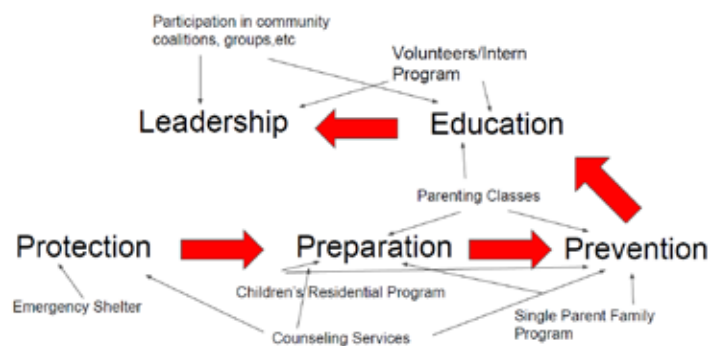 Participation in community
coalitions, groups,etc
Volunteers/Intern
Program
Leadership
Education
Parenting Classes
Protection
Preparation
Prevention
Emergency Shelter
Children's Residential Program
Single Parent Family
Program
Counseling Services